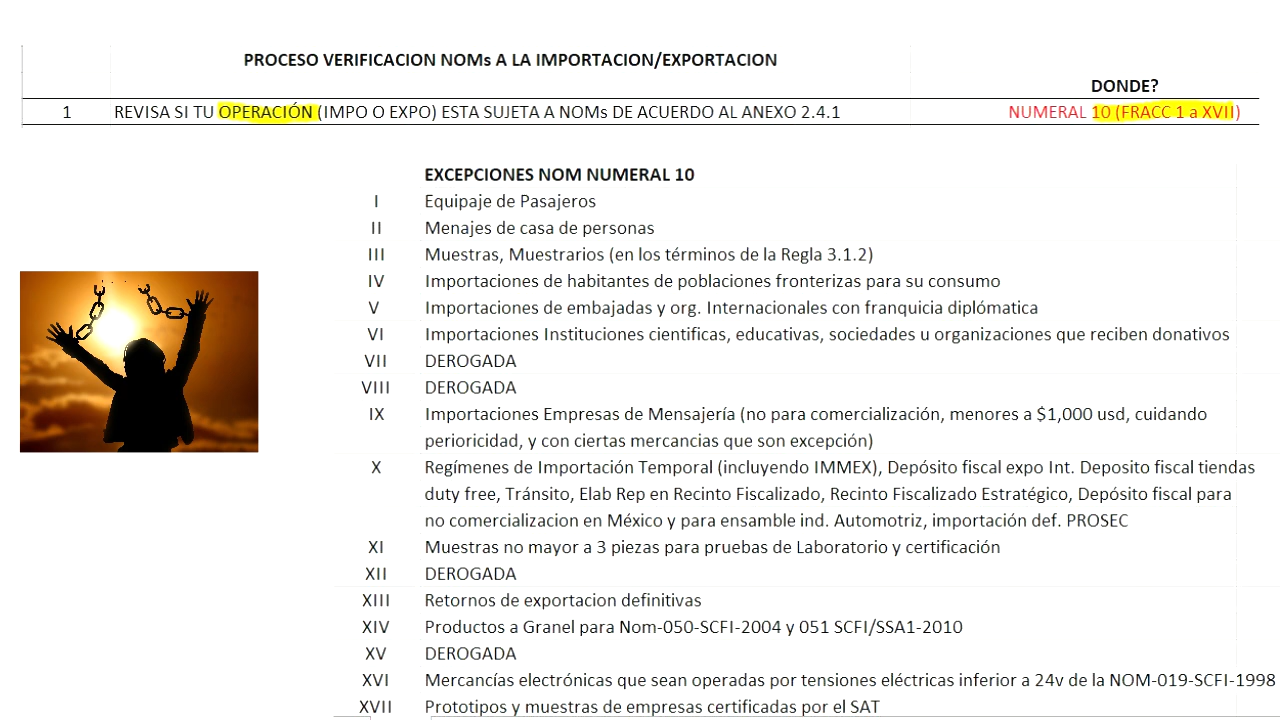 PROCESO VERIFICACION NOMs A LA IMPORTACION/EXPORTACION
DONDE?
1 REVISA SI TU OPERACIÓN (IMPO O EXPO) ESTA SUJETA A NOMs DE ACUERDO AL ANEXO 2.4.1 NUMERAL 10 (FRACC 1 a XVII)
EXCEPCIONES NOM NUMERAL 10
I Equipaje de Pasajeros
II Menajes de casa de personas
III Muestras, Muestrarios (en los términos de la Regla 3.1.2)
IV Importaciones de habitantes de poblaciones fronterizas para su consumo
V Importaciones de embajadas y org. Internacionales con franquicia diplómatica
VI Importaciones Instituciones cientificas, educativas, sociedades u organizaciones que reciben donativos
VII DEROGADA
VIII DEROGADA
IX Importaciones Empresas de Mensajería (no para comercialización, menores a $1,000 usd, cuidando
perioricidad, y con ciertas mercancias que son excepción)
X Regímenes de Importación Temporal (incluyendo IMMEX), Depósito fiscal expo Int. Deposito fiscal tiendas
duty free, Tránsito, Elab Rep en Recinto Fiscalizado, Recinto Fiscalizado Estratégico, Depósito fiscal para
no comercializacion en México y para ensamble ind. Automotriz, importación def. PROSEC
XI Muestras no mayor a 3 piezas para pruebas de Laboratorio y certificación
XII DEROGADA
XIII Retornos de exportacion definitivas
XIV Productos a Granel para Nom-050-SCFI-2004 y 051 SCFI/SSA1-2010
XV DEROGADA
XVI Mercancías electrónicas que sean operadas por tensiones eléctricas inferior a 24v de la NOM-019-SCFI-1998
XVII Prototipos y muestras de empresas certificadas por el SAT